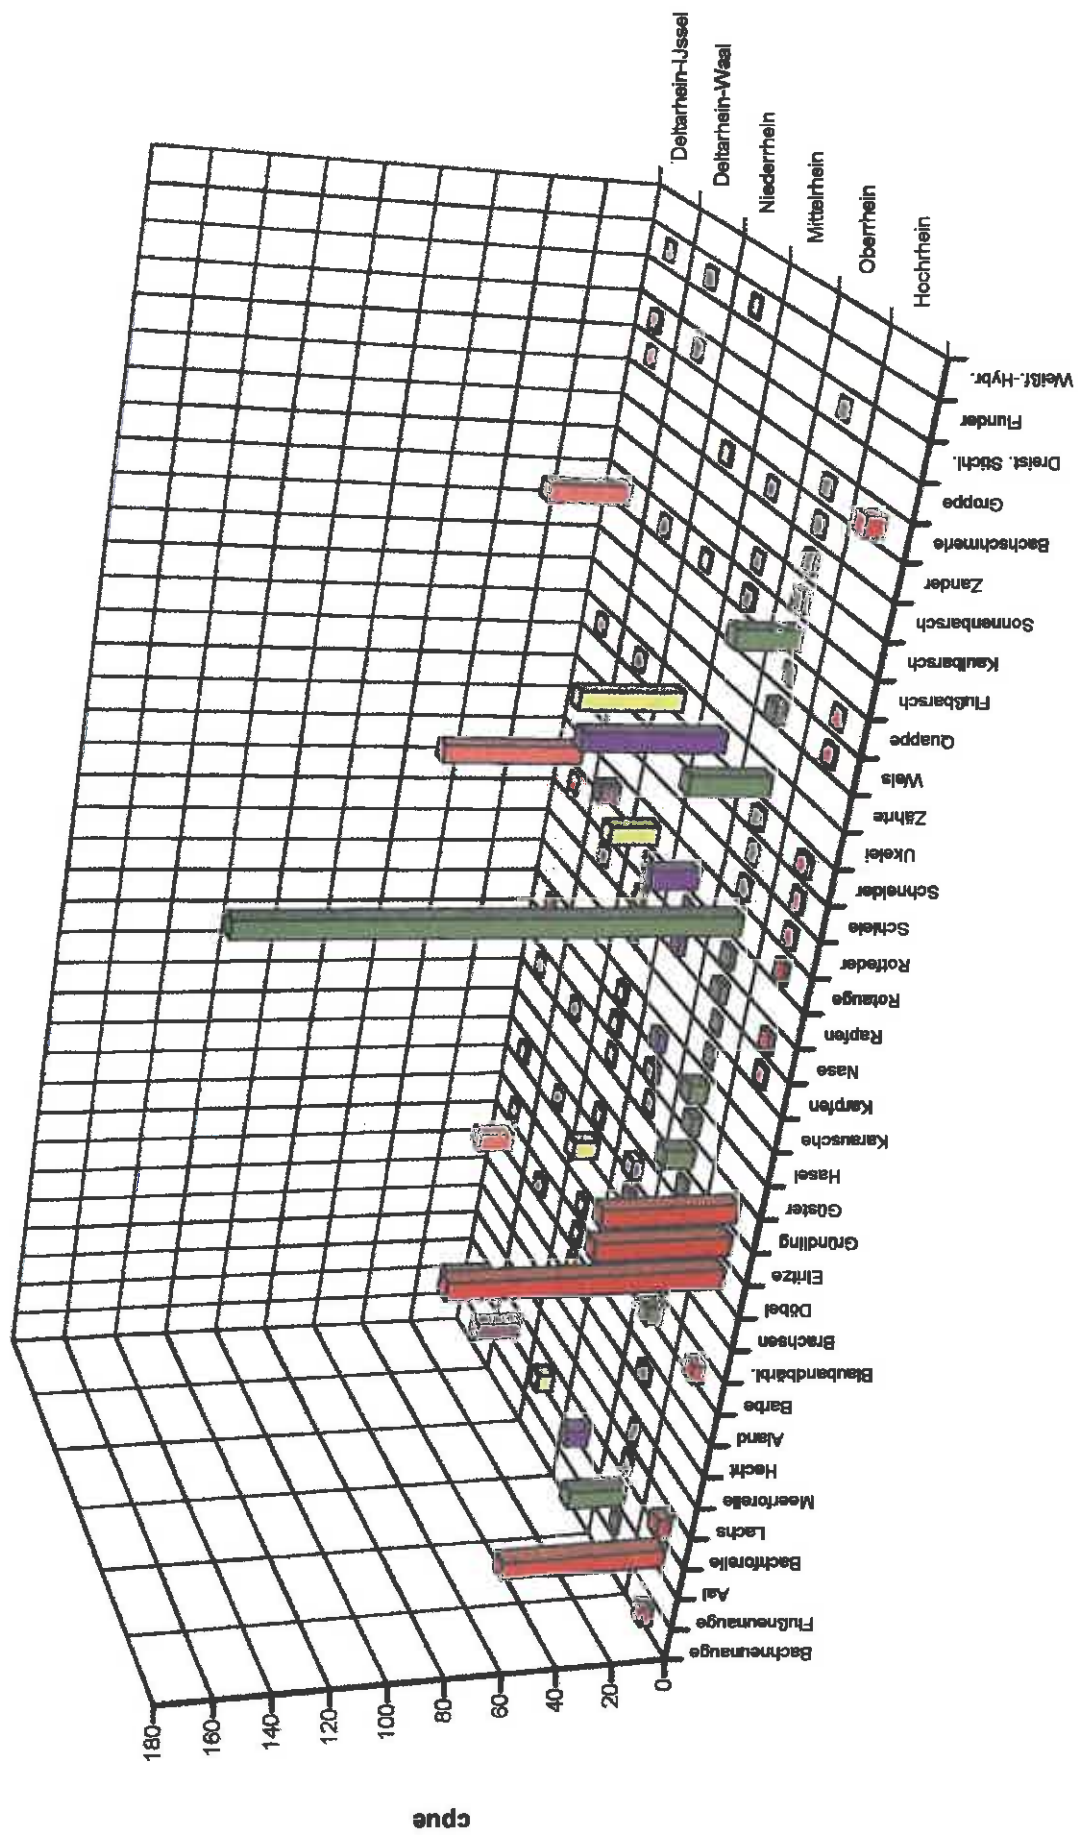 cpue
180
160
140
120
100
80
60
40
20
0
Bachneunauge
Flußneunauge
Aal
Bachforelle
Lachs
Meerforelle
Hecht
Aland
Barbe
Blaubandbärbl.
Brachsen
Döbel
Elritze
Gründling
Güster
Hasel
Karausche
Karpfen
Nase
Rapfen
Rotauge
Rotfeder
Schleie
Schneider
Ukelei
Zährte
Wels
Quappe
Flußbarsch
Kaulbarsch
Sonnenbarsch
Zander
Bachschmerle
Groppe
Dreist. Stichl.
Flunder
Weißf.-Hybr.
Hochrhein
Oberrhein
Mittelrhein
Niederrhein
Deltarhein-Waal
Deltarhein-IJssel